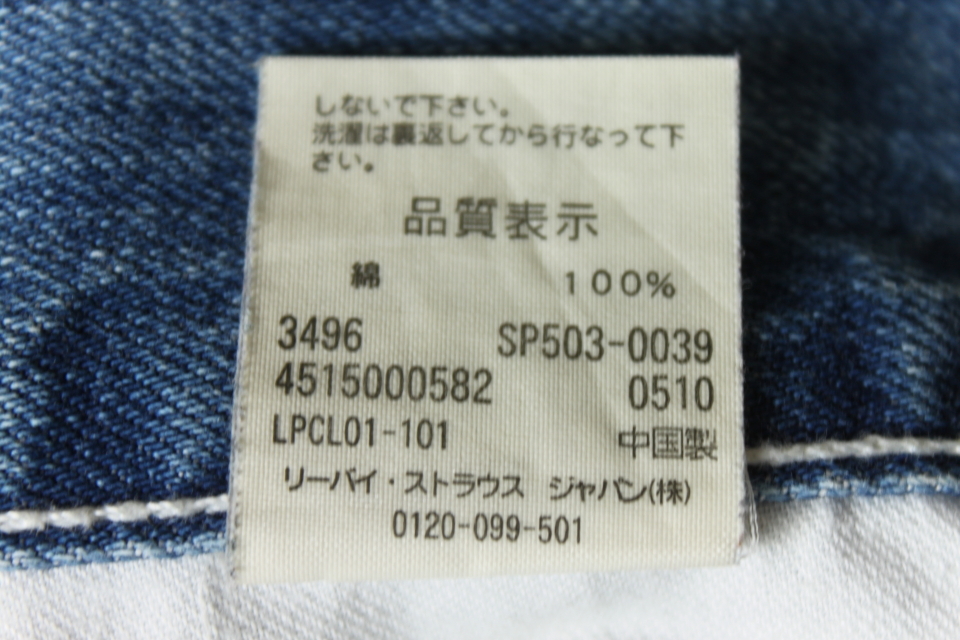 しないで下さい。
洗濯は裏返してから行なって下
さい。
品質表示
綿 100%
3496 SP503-0039
4515000582 0510
LPCL01-101 中国製
リーバイ・ストラウス ジャパン(株)
0120-099-501